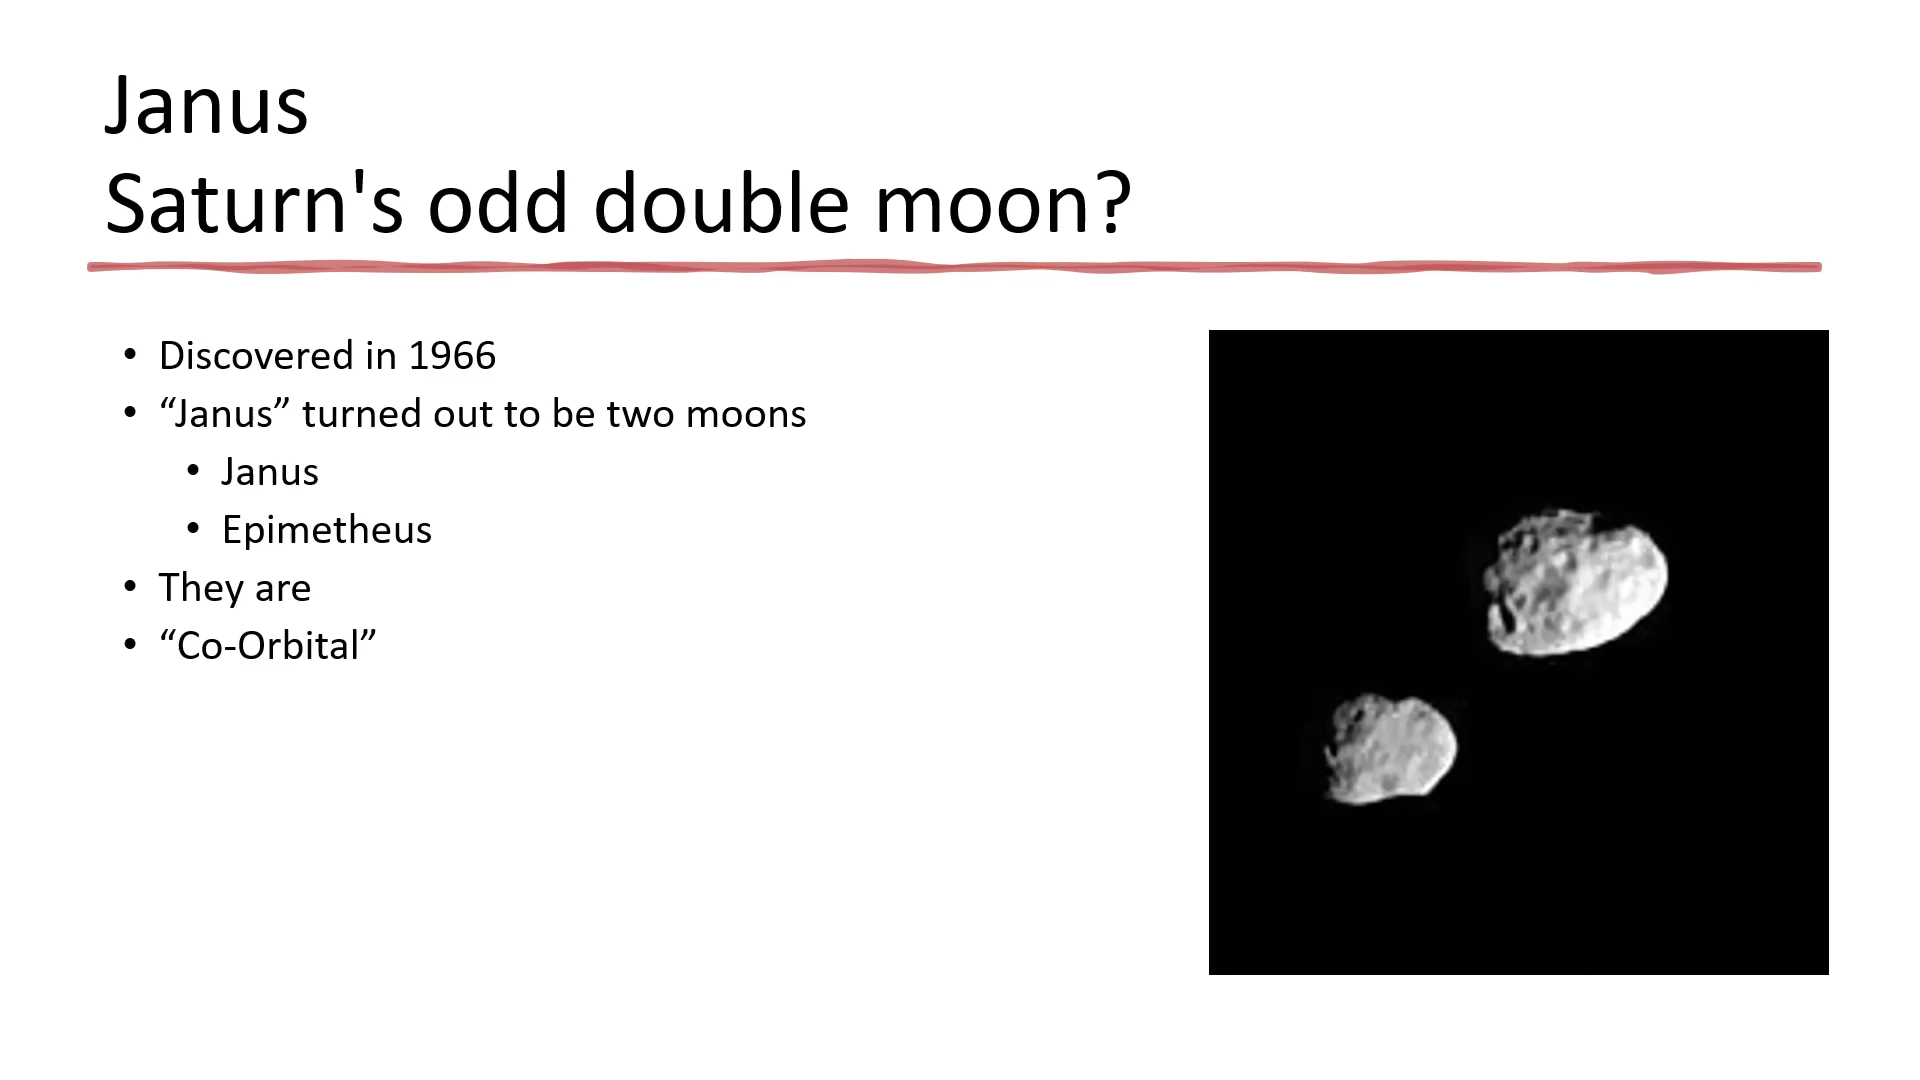 Janus
Saturn's odd double moon?
• Discovered in 1966
• “Janus” turned out to be two moons
• Janus
• Epimetheus
• They are
• “Co-Orbital”